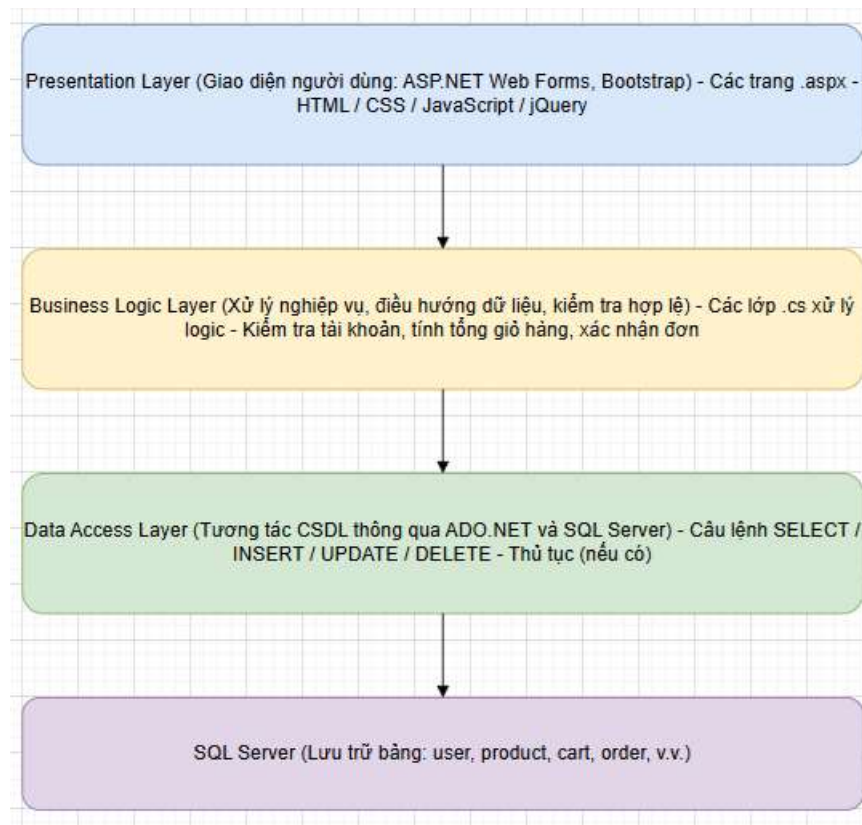 Presentation Layer (Giao diện người dùng: ASP.NET Web Forms, Bootstrap) - Các trang .aspx -
HTML / CSS / JavaScript / jQuery
Business Logic Layer (Xử lý nghiệp vụ, điều hướng dữ liệu, kiểm tra hợp lệ) - Các lớp .cs xử lý
logic - Kiểm tra tài khoản, tính tổng giỏ hàng, xác nhận đơn
Data Access Layer (Tương tác CSDL thông qua ADO.NET và SQL Server) - Câu lệnh SELECT /
INSERT / UPDATE / DELETE - Thủ tục (nếu có)
SQL Server (Lưu trữ bảng: user, product, cart, order, v.v.)